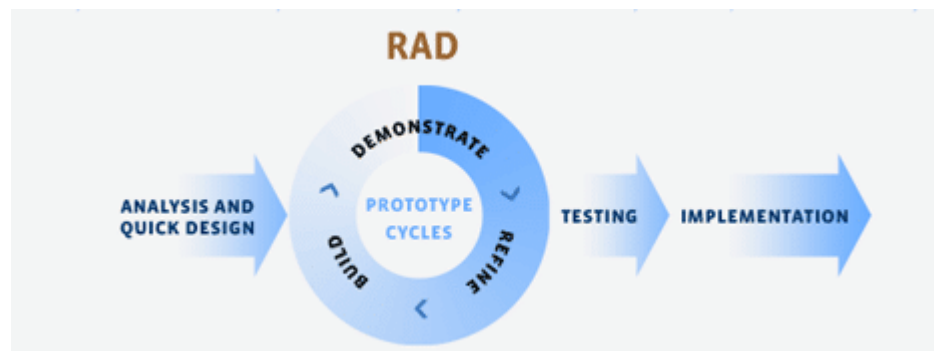 RAD
ANALYSIS AND
QUICK DESIGN
DEMONSTRATE
REFINE
BUILD
PROTOTYPE
CYCLES
TESTING
IMPLEMENTATION